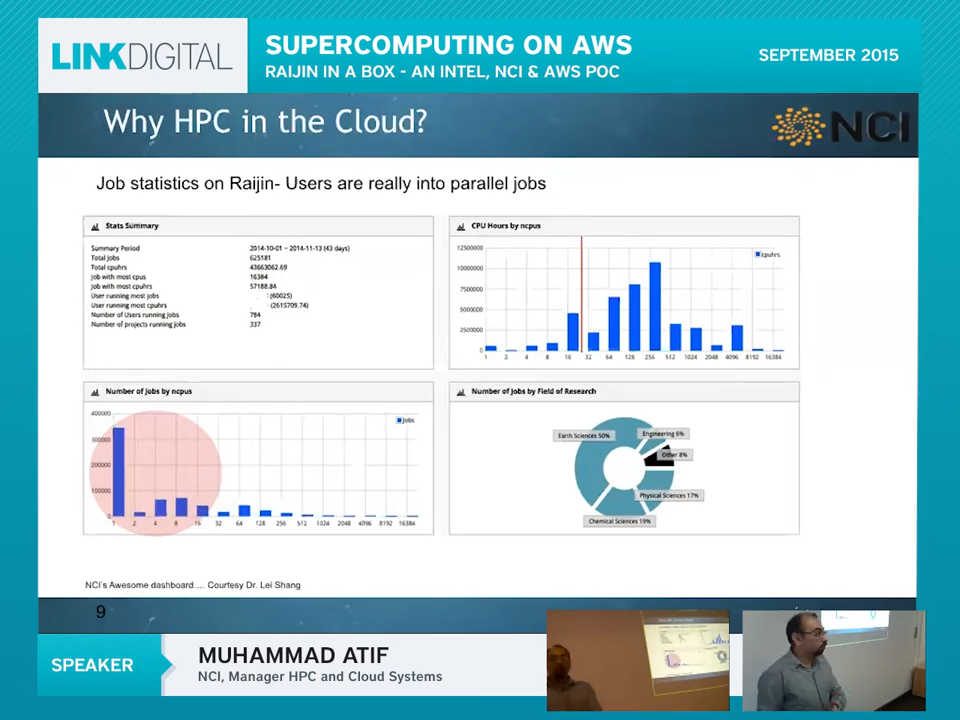 LINKDIGITAL
SUPERCOMPUTING ON AWS
RAIJIN IN A BOX - AN INTEL, NCI & AWS POC
SEPTEMBER 2015
Why HPC in the Cloud?
NCI
Job statistics on Raijin- Users are really into parallel jobs
Stats Summary
Summary Period 2014-10-01 ~ 2014-11-13 (43 days)
Total jobs 625181
Total cpuhrs 43663062.69
Job with most cpus 16384
Job with most cpuhrs 57188.84
User running most jobs (60025)
User running most cpuhrs (2615709.74)
Number of Users running jobs 784
Number of projects running jobs 337
CPU Hours by ncpus
12500000
10000000
7500000
5000000
2500000
0
cpuhrs
1 2 4 8 16 32 64 128 256 512 1024 2048 4096 8192 16384
Number of Jobs by ncpus
400000
300000
200000
100000
0
Jobs
1 2 4 8 16 32 64 128 256 512 1024 2048 4096 8192 16384
Number of Jobs by Field of Research
Earth Sciences 50%
Engineering 6%
Other 8%
Physical Sciences 17%
Chemical Sciences 19%
NCI's Awesome dashboard.... Courtesy Dr. Lei Shang
9
SPEAKER
MUHAMMAD ATIF
NCI, Manager HPC and Cloud Systems